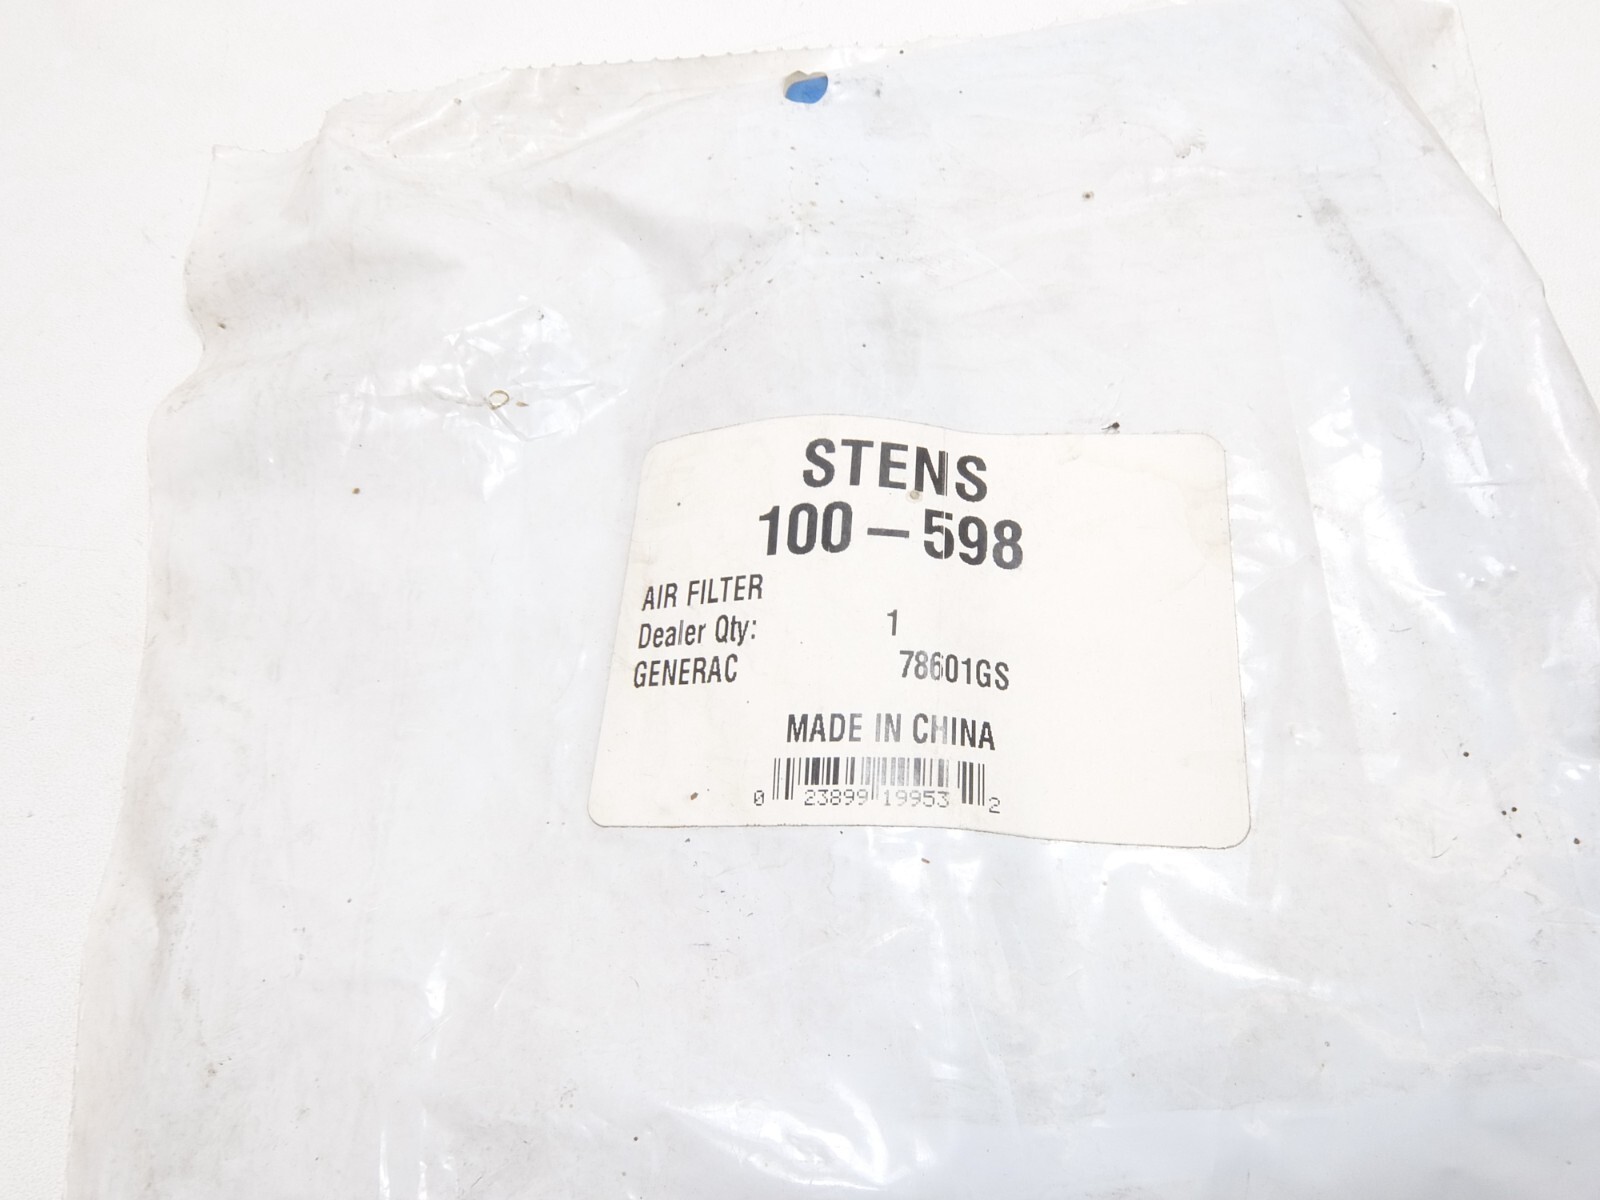 STENS
100-598
AIR FILTER
Dealer Qty: 1
GENERAC 78601GS
MADE IN CHINA
0 23899 19953 2